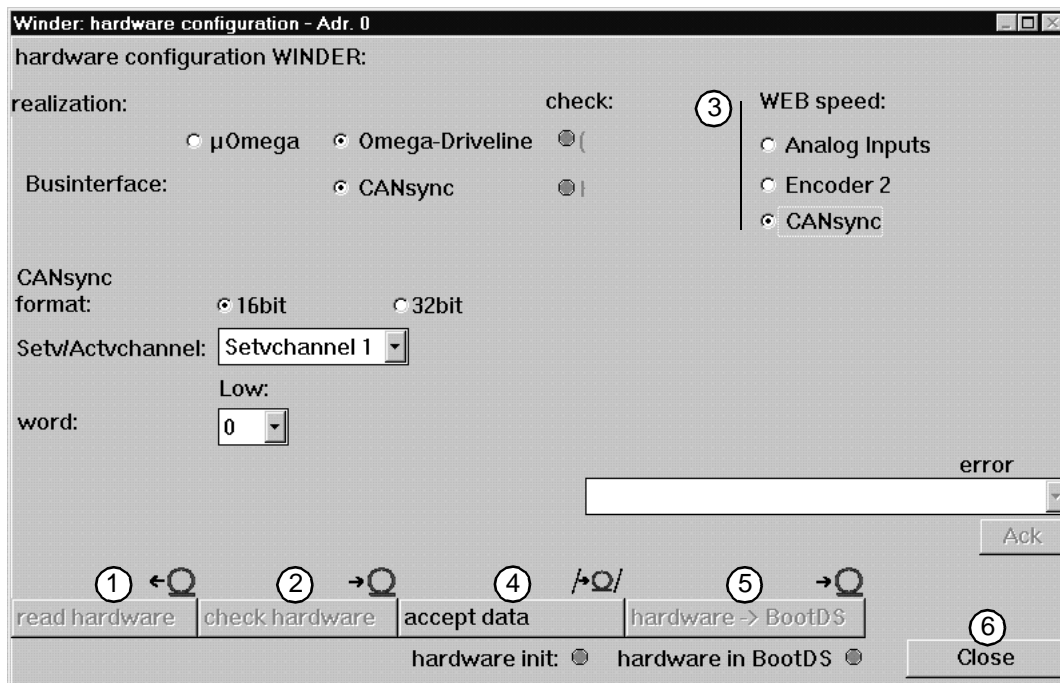 Winder: hardware configuration - Adr. 0
hardware configuration WINDER:
realization:
check:
3
WEB speed:
µOmega
Omega-Driveline
(
Analog Inputs
Businterface:
CANsync
Encoder 2
CANsync
CANsync
format:
16bit
32bit
Setv/Actvchannel:
Setvchannel 1
Low:
word:
0
error
Ack
1
2
4
5
read hardware
check hardware
accept data
hardware -> BootDS
6
hardware init:
hardware in BootDS
Close